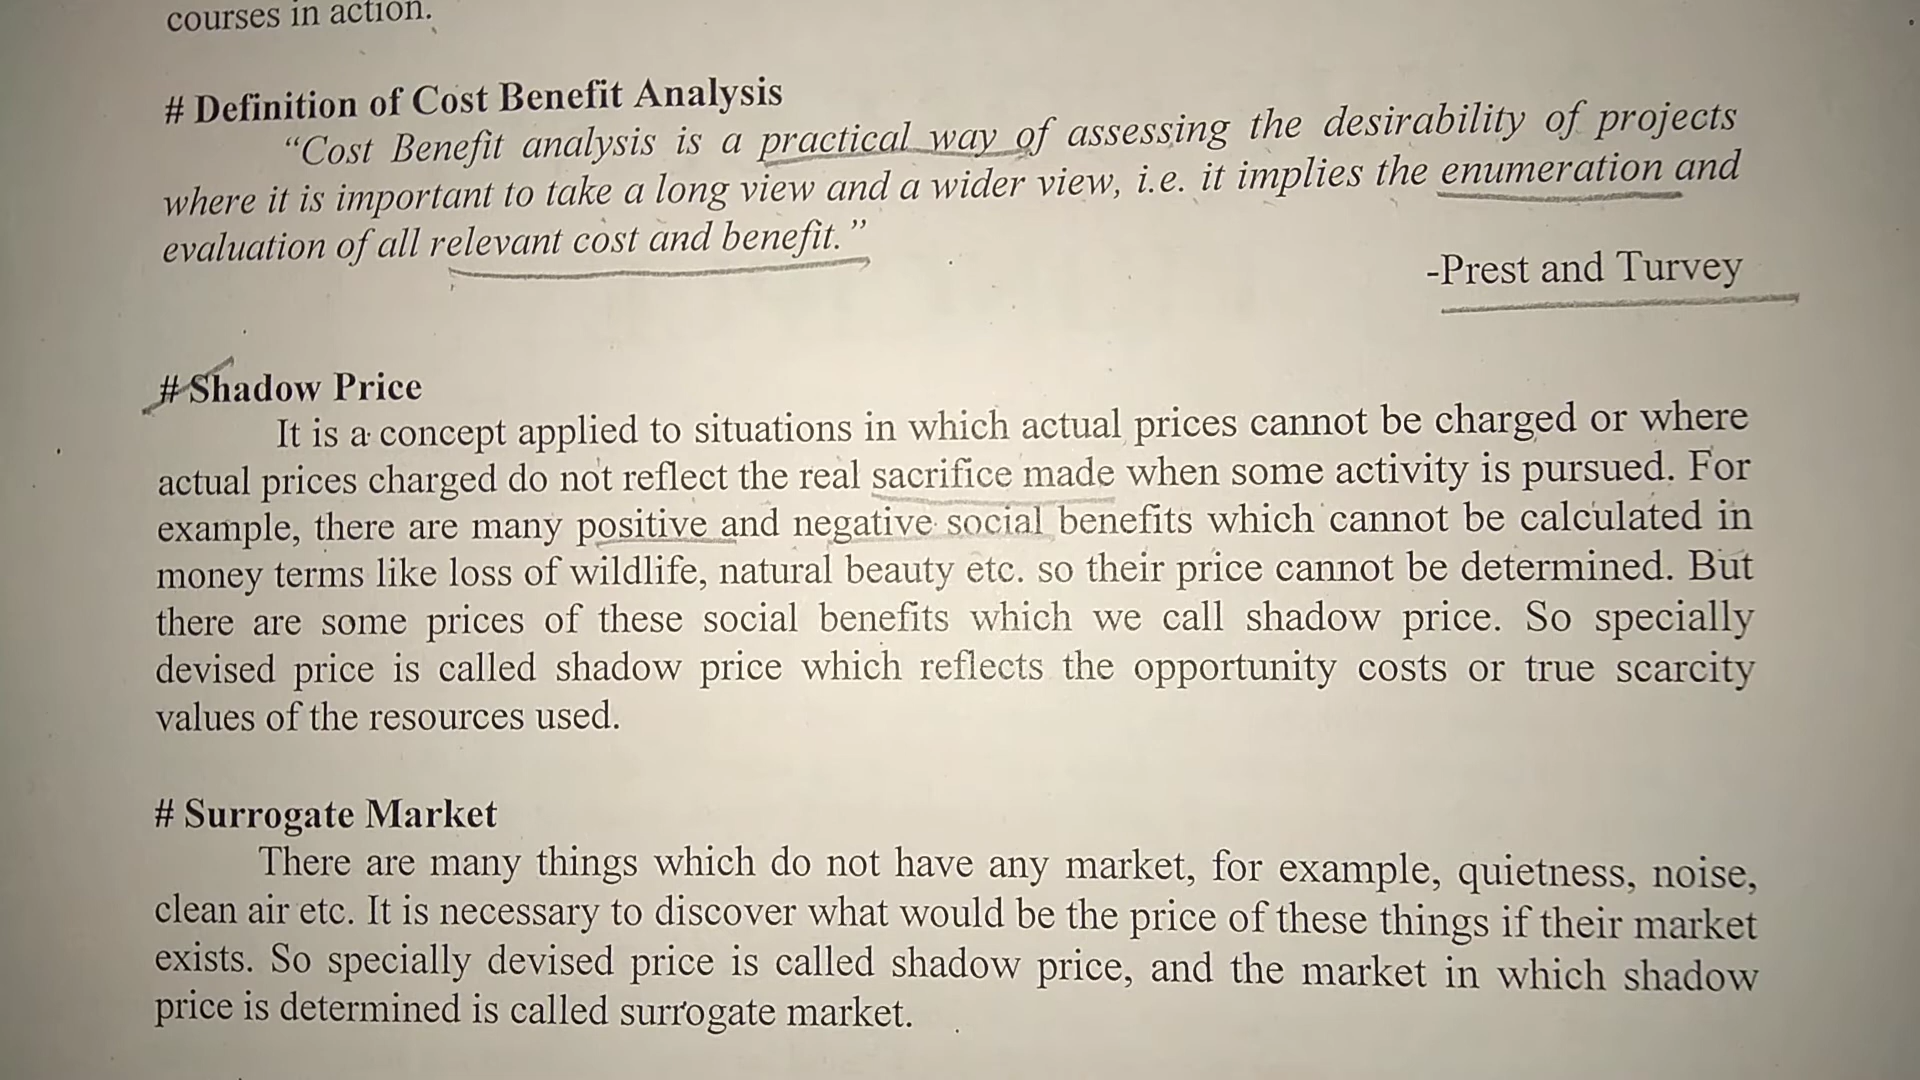 courses in action.
# Definition of Cost Benefit Analysis
“Cost Benefit analysis is a practical way of assessing the desirability of projects
where it is important to take a long view and a wider view, i.e. it implies the enumeration and
evaluation of all relevant cost and benefit.”
-Prest and Turvey
# Shadow Price
It is a concept applied to situations in which actual prices cannot be charged or where
actual prices charged do not reflect the real sacrifice made when some activity is pursued. For
example, there are many positive and negative social benefits which cannot be calculated in
money terms like loss of wildlife, natural beauty etc. so their price cannot be determined. But
there are some prices of these social benefits which we call shadow price. So specially
devised price is called shadow price which reflects the opportunity costs or true scarcity
values of the resources used.
# Surrogate Market
There are many things which do not have any market, for example, quietness, noise,
clean air etc. It is necessary to discover what would be the price of these things if their market
exists. So specially devised price is called shadow price, and the market in which shadow
price is determined is called surrogate market.